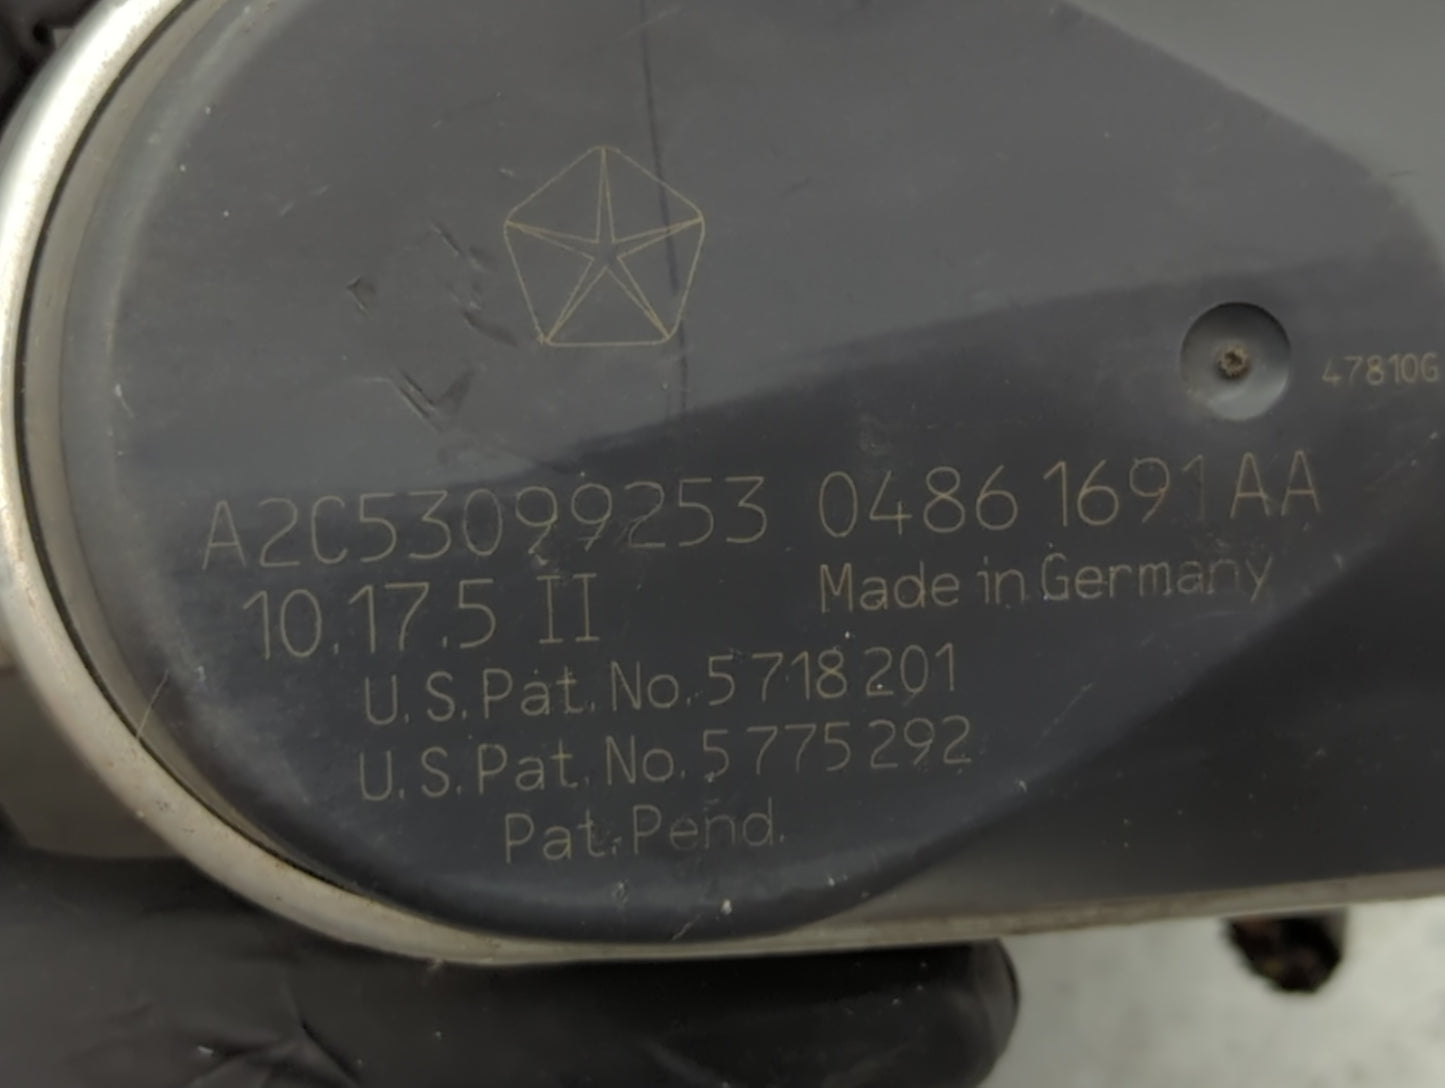 47810G
A2C53099253 04861691AA
10.17.5 II Made in Germany
U.S.Pat.No.5718201
U.S.Pat.No.5775292
Pat.Pend.